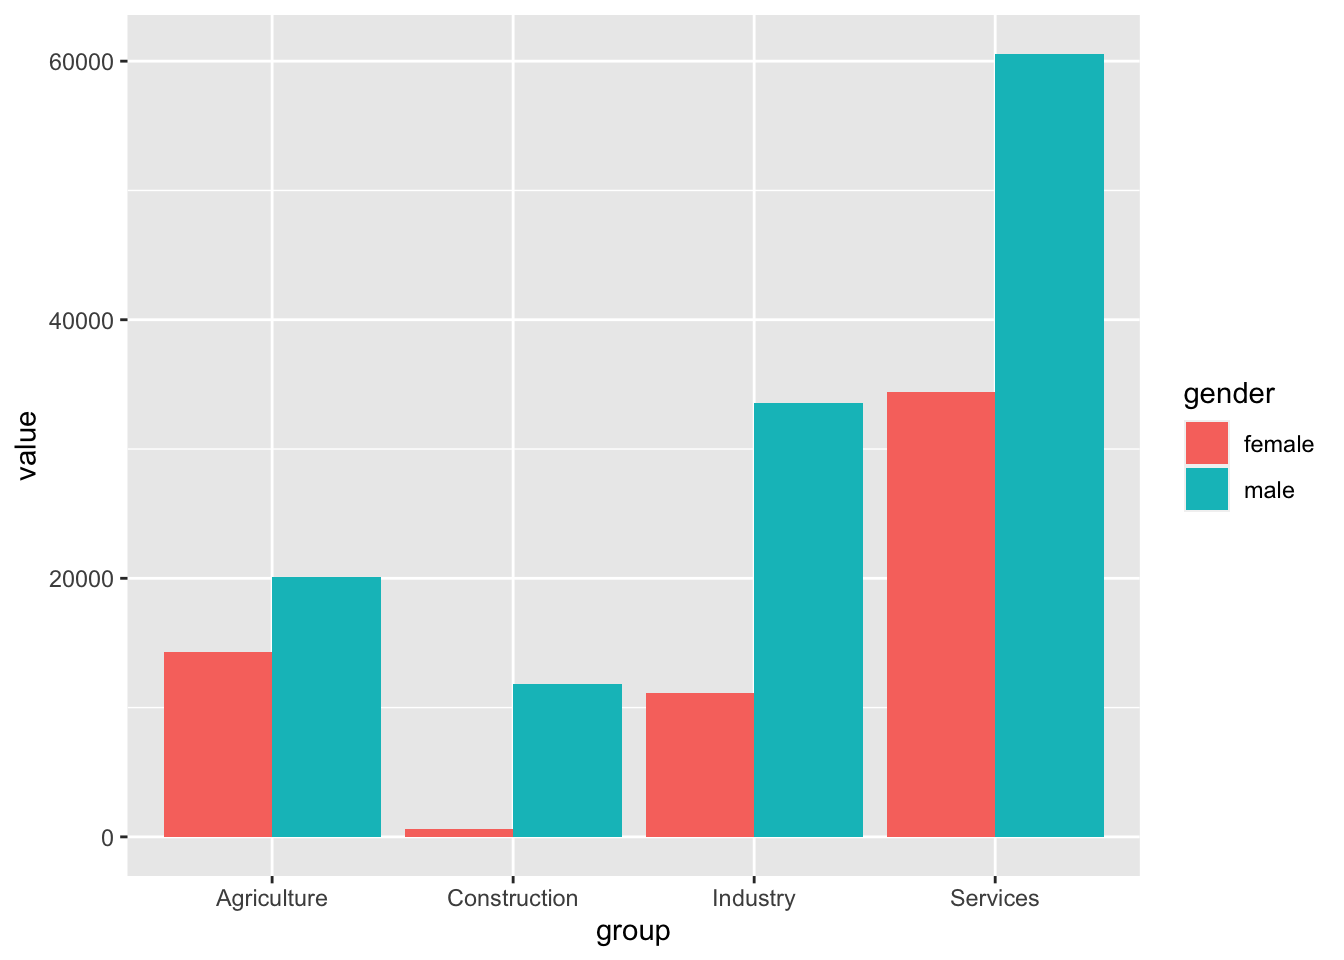 60000
40000
20000
0
value
Agriculture
Construction
Industry
Services
group
gender
female
male